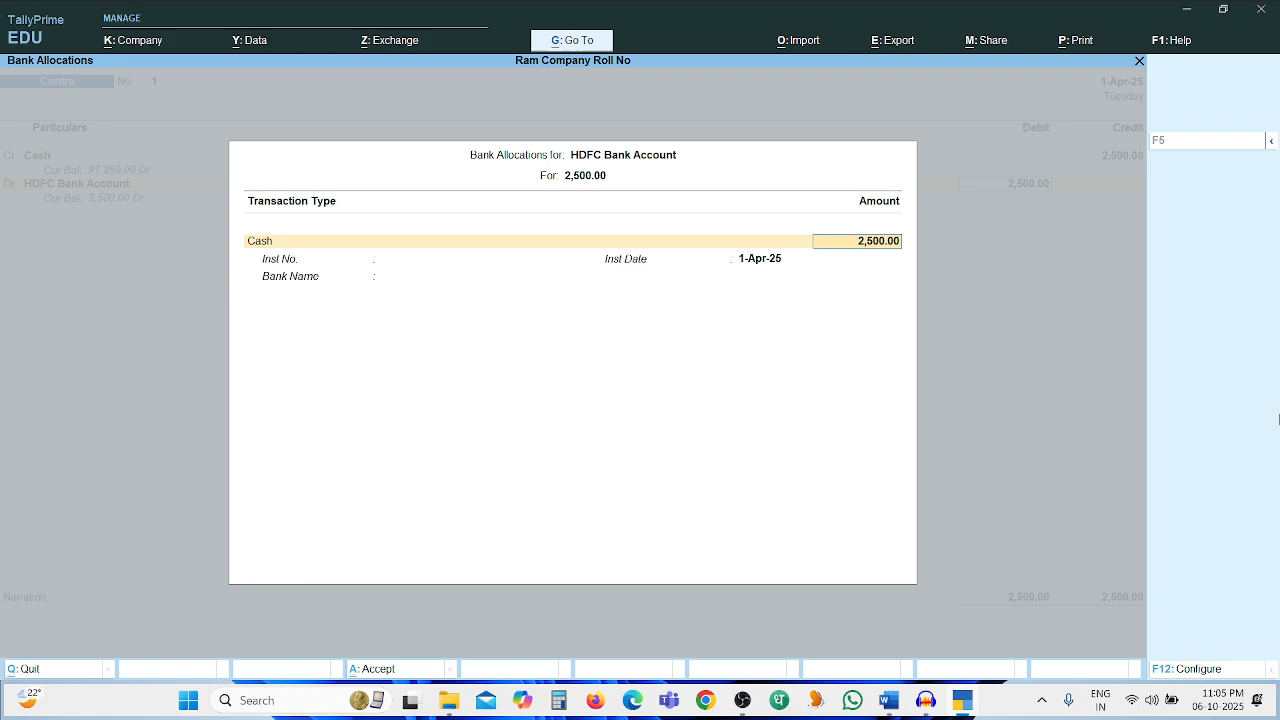 TallyPrime
EDU
MANAGE
K: Company
Y: Data
Z: Exchange
G: Go To
O: Import
E: Export
M: Share
P: Print
F1: Help
Bank Allocations
Ram Company Roll No
Contra
No. 1
1-Apr-25
Tuesday
Particulars
Debit
Credit
F5
Cr Cash
2,500.00
Cur Bal: 97,250.00 Dr
Dr HDFC Bank Account
2,500.00
Cur Bal: 2,500.00 Dr
Bank Allocations for: HDFC Bank Account
For: 2,500.00
Transaction Type
Amount
Cash
2,500.00
Inst No. :
Inst Date : 1-Apr-25
Bank Name :
Narration:
2,500.00
2,500.00
Q: Quit
A: Accept
F12: Configure
22°
Search
ENG
IN
11:05 PM
06-10-2025